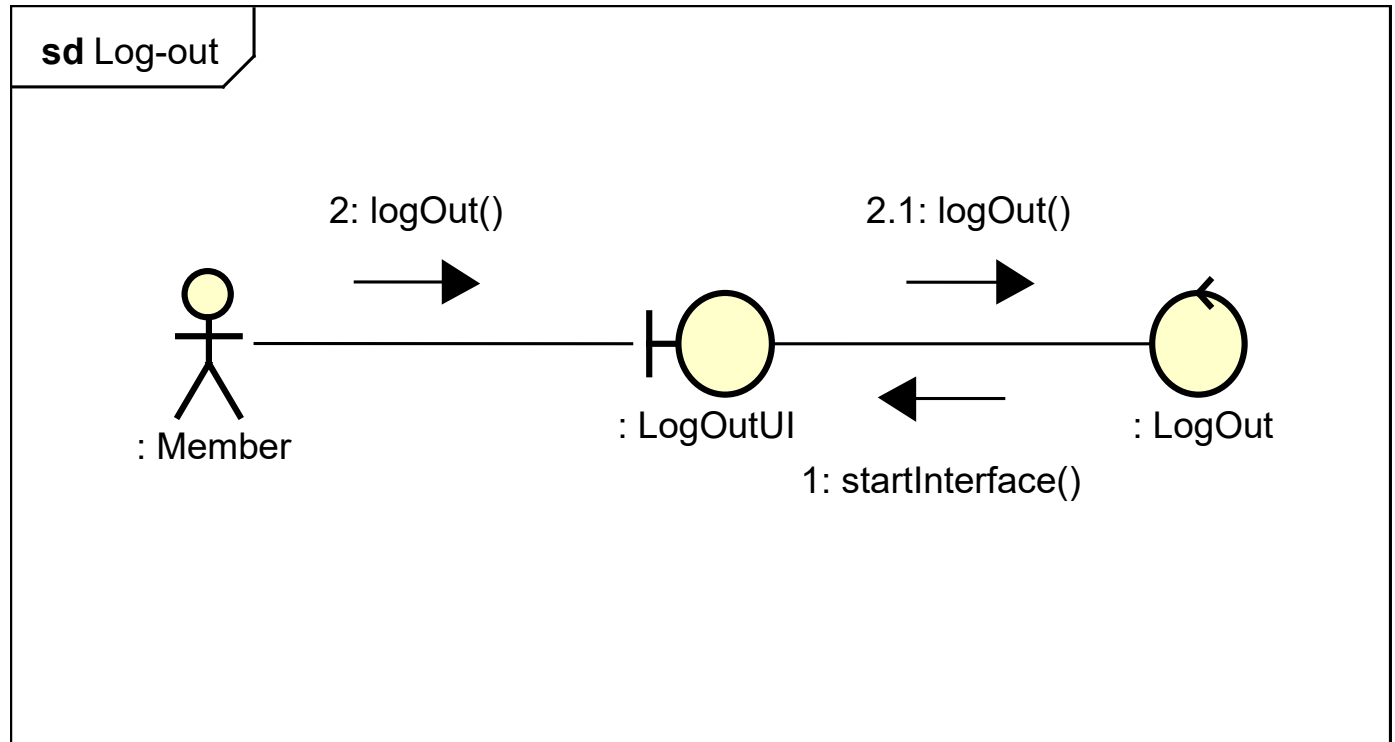 sd Log-out
2: logOut()
2.1: logOut()
: Member
: LogOutUI
: LogOut
1: startInterface()